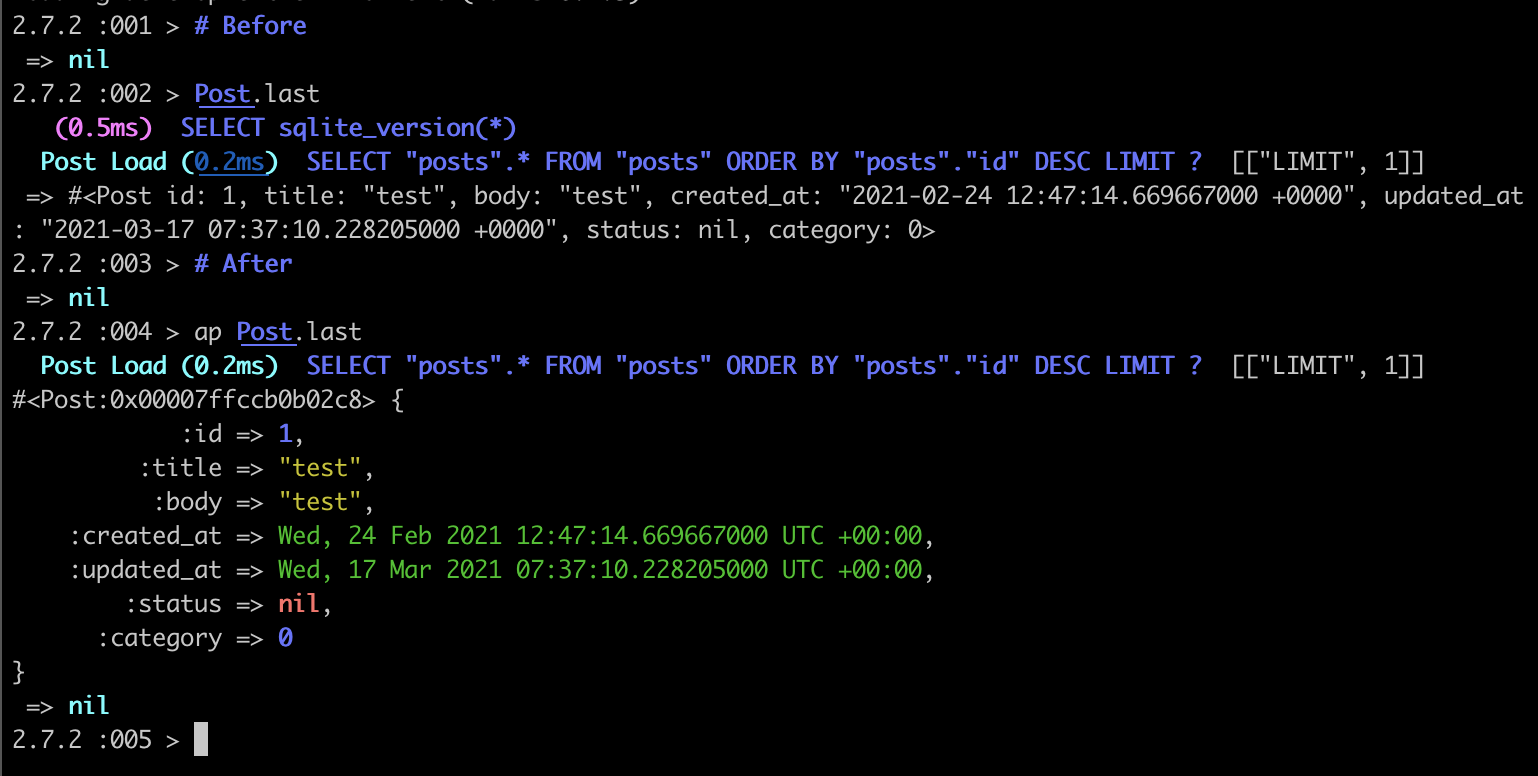 2.7.2 :001 > # Before
 => nil
2.7.2 :002 > Post.last
   (0.5ms)  SELECT sqlite_version(*)
  Post Load (0.2ms)  SELECT "posts".* FROM "posts" ORDER BY "posts"."id" DESC LIMIT ?  [["LIMIT", 1]]
 => #<Post id: 1, title: "test", body: "test", created_at: "2021-02-24 12:47:14.669667000 +0000", updated_at
: "2021-03-17 07:37:10.228205000 +0000", status: nil, category: 0>
2.7.2 :003 > # After
 => nil
2.7.2 :004 > ap Post.last
  Post Load (0.2ms)  SELECT "posts".* FROM "posts" ORDER BY "posts"."id" DESC LIMIT ?  [["LIMIT", 1]]
#<Post:0x00007ffccb0b02c8> {
            :id => 1,
         :title => "test",
          :body => "test",
    :created_at => Wed, 24 Feb 2021 12:47:14.669667000 UTC +00:00,
    :updated_at => Wed, 17 Mar 2021 07:37:10.228205000 UTC +00:00,
        :status => nil,
      :category => 0
}
 => nil
2.7.2 :005 >